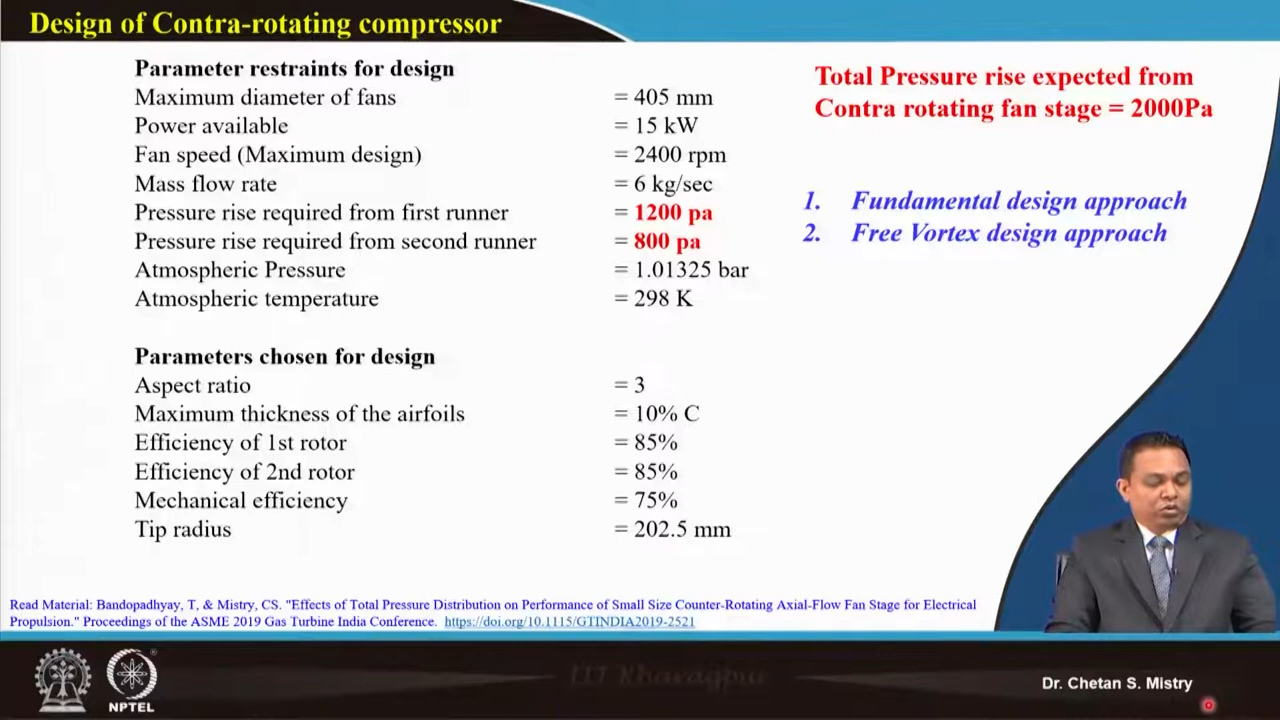 Design of Contra-rotating compressor
Parameter restraints for design
Maximum diameter of fans = 405 mm
Power available = 15 kW
Fan speed (Maximum design) = 2400 rpm
Mass flow rate = 6 kg/sec
Pressure rise required from first runner = 1200 pa
Pressure rise required from second runner = 800 pa
Atmospheric Pressure = 1.01325 bar
Atmospheric temperature = 298 K
Parameters chosen for design
Aspect ratio = 3
Maximum thickness of the airfoils = 10% C
Efficiency of 1st rotor = 85%
Efficiency of 2nd rotor = 85%
Mechanical efficiency = 75%
Tip radius = 202.5 mm
Total Pressure rise expected from
Contra rotating fan stage = 2000Pa
1. Fundamental design approach
2. Free Vortex design approach
Read Material: Bandopadhyay, T, & Mistry, CS. "Effects of Total Pressure Distribution on Performance of Small Size Counter-Rotating Axial-Flow Fan Stage for Electrical
Propulsion." Proceedings of the ASME 2019 Gas Turbine India Conference. https://doi.org/10.1115/GTINDIA2019-2521
IIT Kharagpur
NPTEL
Dr. Chetan S. Mistry